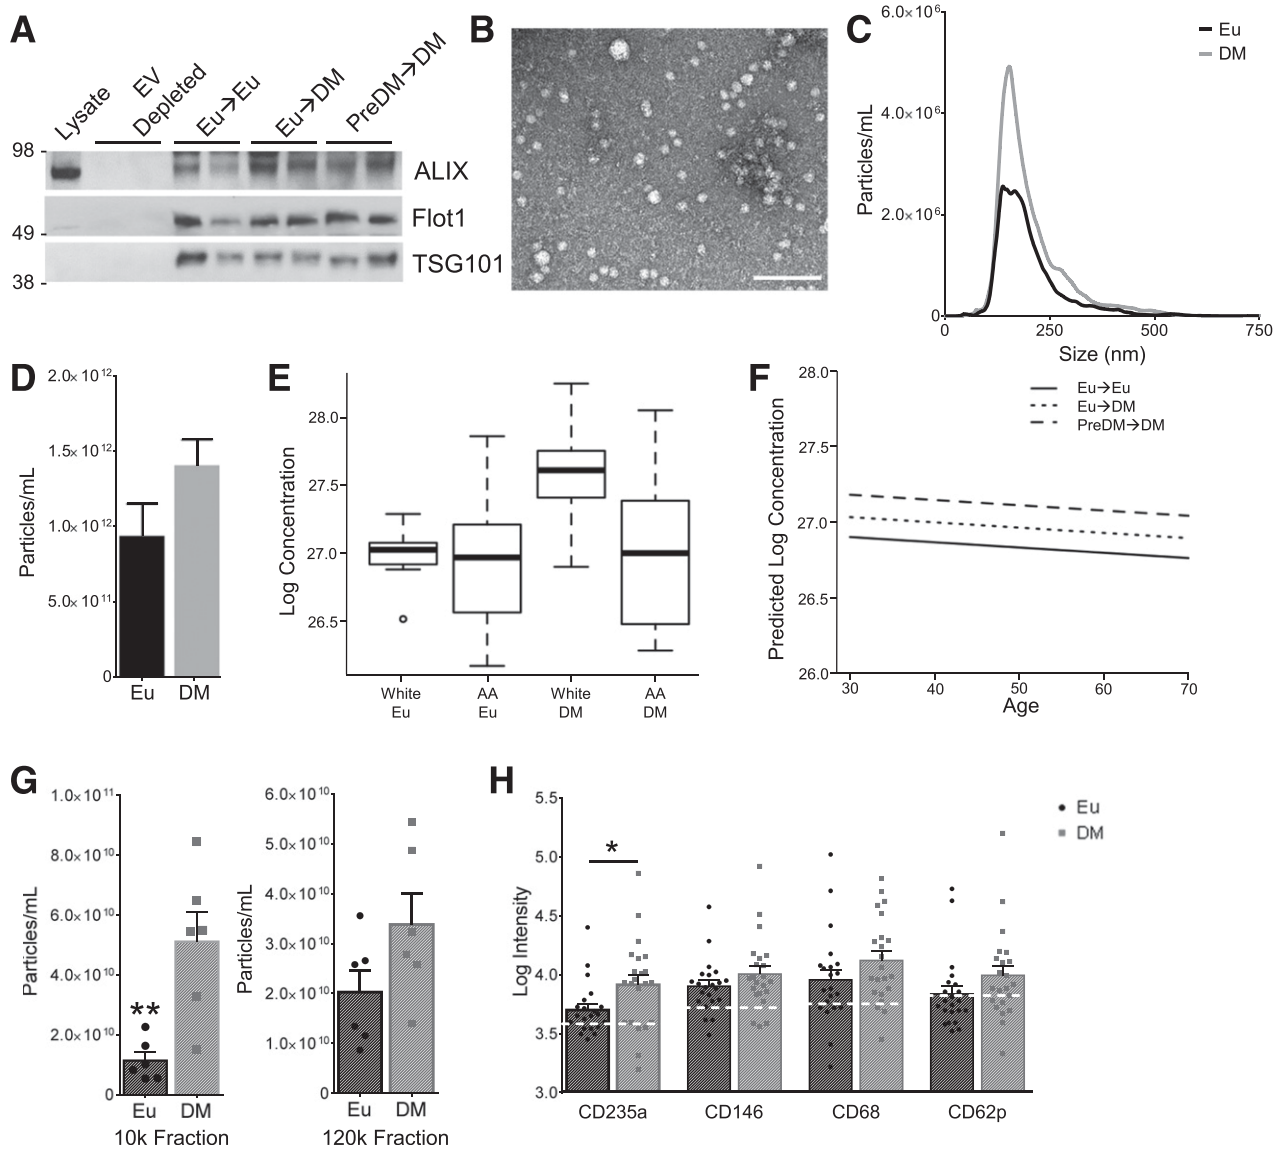 A
Lysate
EV
Depleted
Eu→Eu
Eu→DM
PreDM→DM
98
49
38
ALIX
Flot1
TSG101
B
C
Particles/mL
6.0×10⁶
4.0×10⁶
2.0×10⁶
0
0
250
500
750
Size (nm)
Eu
DM
D
Particles/mL
2.0×10¹²
1.5×10¹²
1.0×10¹²
5.0×10¹¹
0
Eu
DM
E
Log Concentration
28.0
27.5
27.0
26.5
White
Eu
AA
Eu
White
DM
AA
DM
F
Predicted Log Concentration
28.0
27.5
27.0
26.5
26.0
30
40
50
60
70
Age
Eu→Eu
Eu→DM
PreDM→DM
G
Particles/mL
1.0×10¹¹
8.0×10¹⁰
6.0×10¹⁰
4.0×10¹⁰
2.0×10¹⁰
0
**
Eu
DM
10k Fraction
Particles/mL
6.0×10¹⁰
5.0×10¹⁰
4.0×10¹⁰
3.0×10¹⁰
2.0×10¹⁰
1.0×10¹⁰
0
Eu
DM
120k Fraction
H
Log Intensity
5.5
5.0
4.5
4.0
3.5
3.0
*
CD235a
CD146
CD68
CD62p
Eu
DM